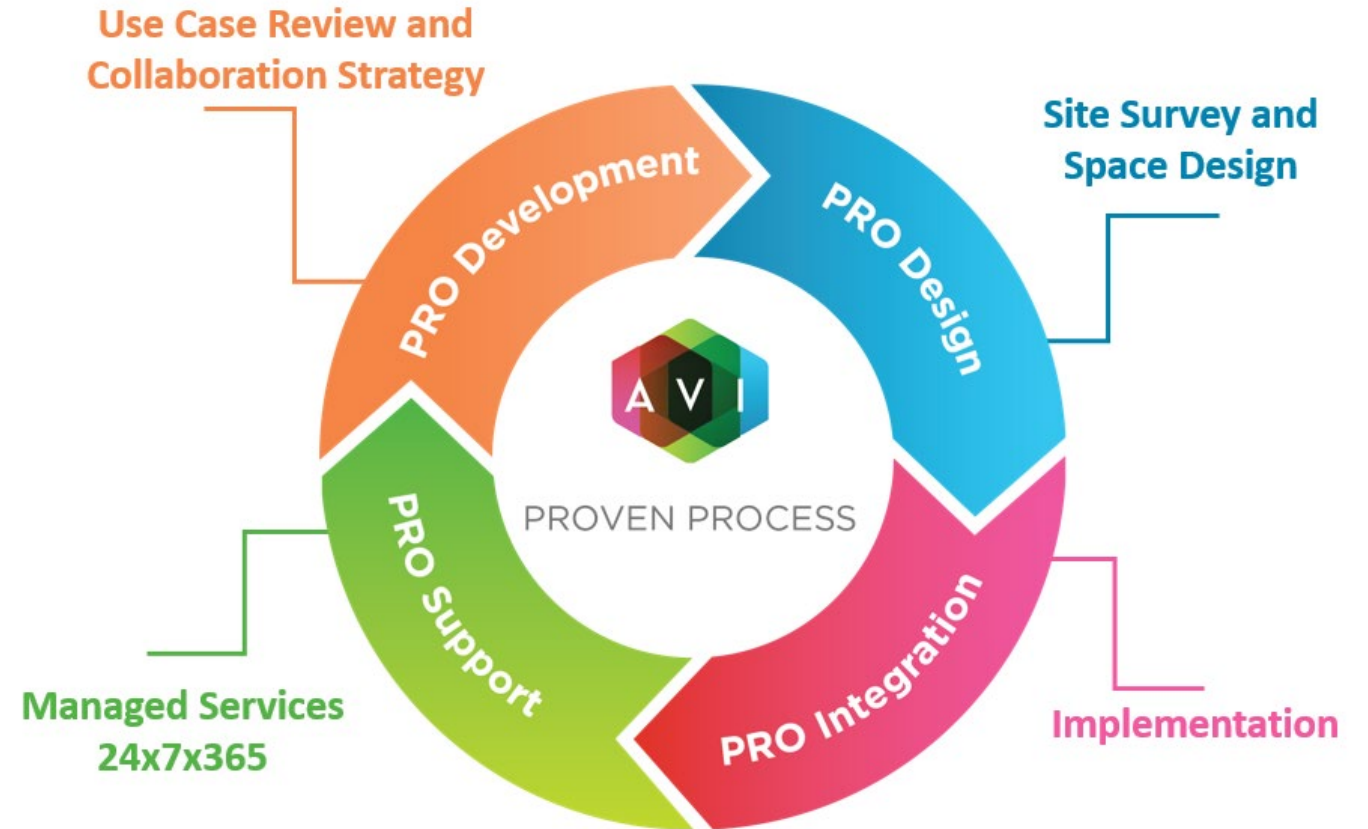 Use Case Review and
Collaboration Strategy
Site Survey and
Space Design
PRO Development
PRO Design
AVI
PROVEN PROCESS
PRO Support
PRO Integration
Managed Services
24x7x365
Implementation